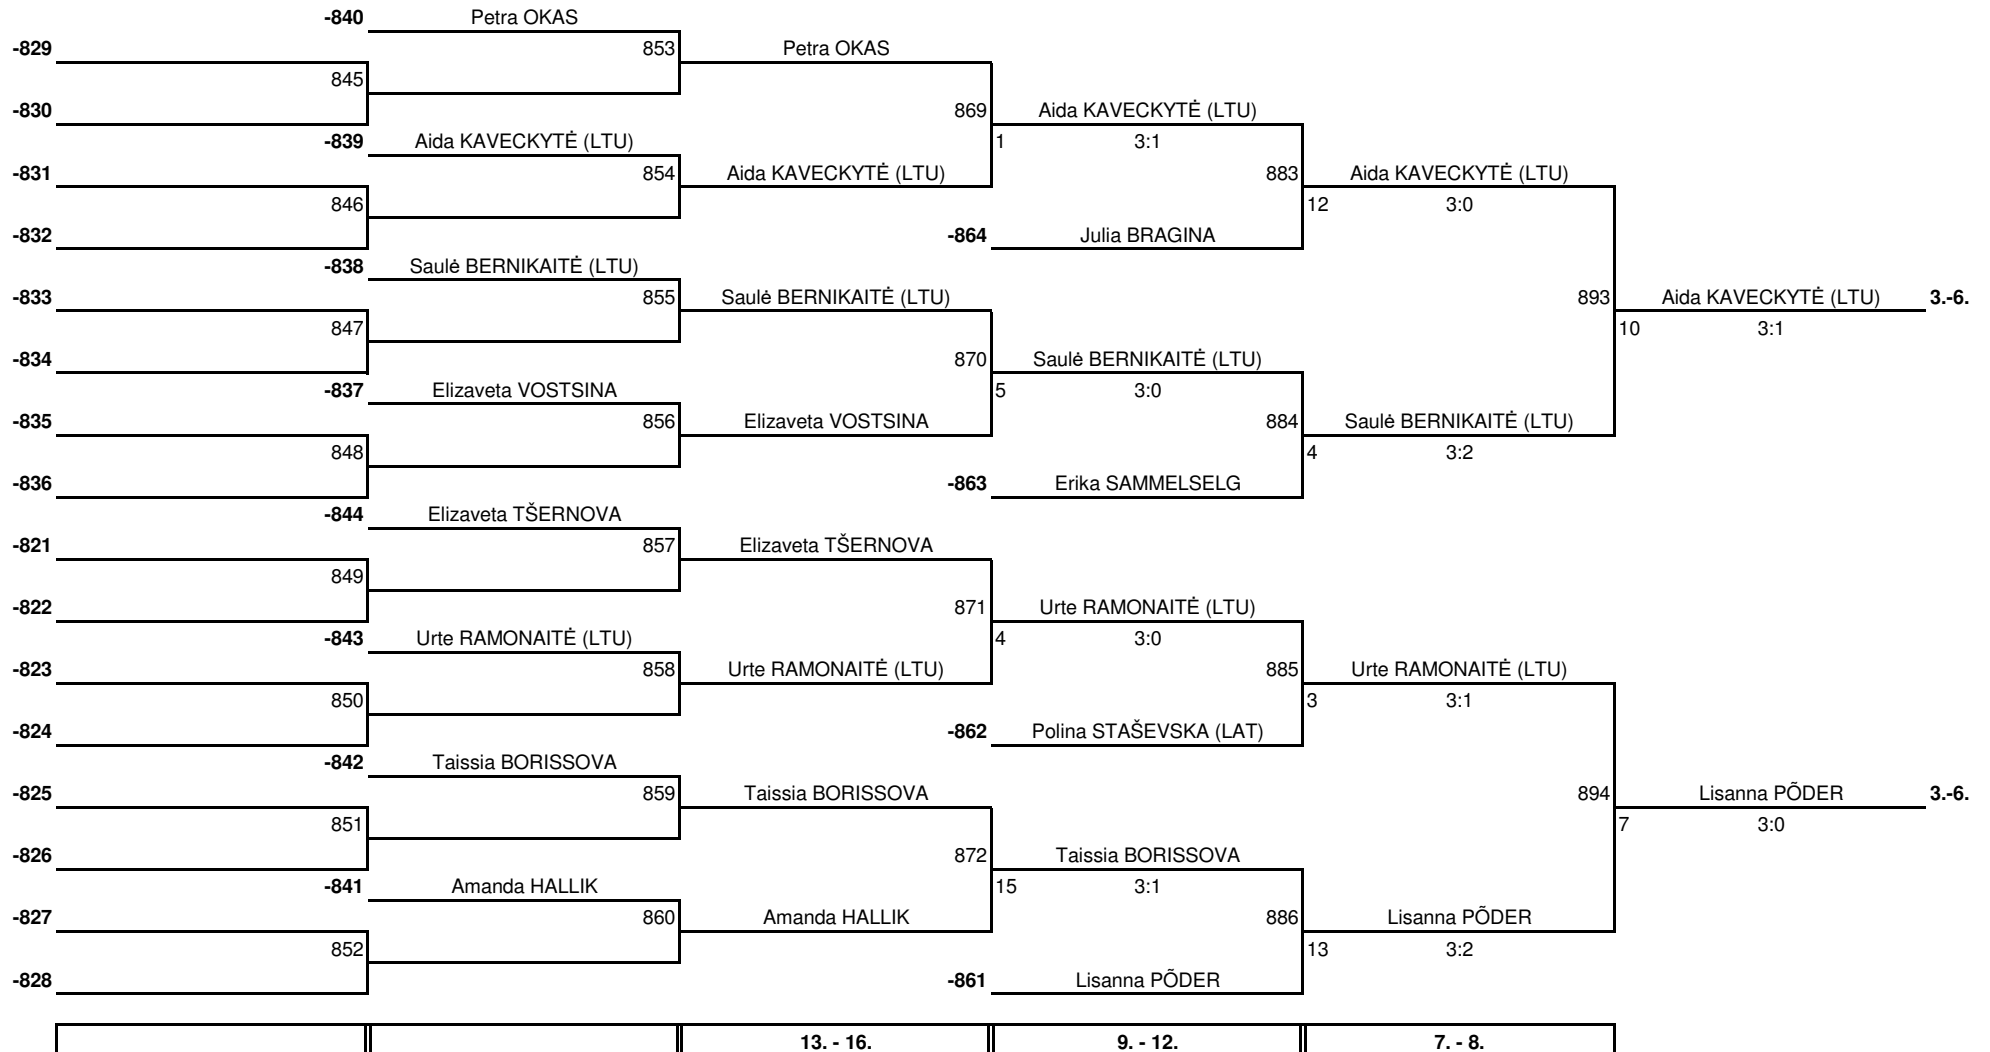 -840 Petra OKAS
-829 853 Petra OKAS
845
-830 869 Aida KAVECKYTĖ (LTU)
-839 Aida KAVECKYTĖ (LTU) 1 3:1
-831 854 Aida KAVECKYTĖ (LTU) 883 Aida KAVECKYTĖ (LTU)
846 12 3:0
-832 -864 Julia BRAGINA
-838 Saulė BERNIKAITĖ (LTU)
-833 855 Saulė BERNIKAITĖ (LTU) 893 Aida KAVECKYTĖ (LTU) 3.-6.
847 10 3:1
-834 870 Saulė BERNIKAITĖ (LTU)
-837 Elizaveta VOSTSINA 5 3:0
-835 856 Elizaveta VOSTSINA 884 Saulė BERNIKAITĖ (LTU)
848 4 3:2
-836 -863 Erika SAMMELSELG
-844 Elizaveta TŠERNOVA
-821 857 Elizaveta TŠERNOVA
849
-822 871 Urte RAMONAITĖ (LTU)
-843 Urte RAMONAITĖ (LTU) 4 3:0
-823 858 Urte RAMONAITĖ (LTU) 885 Urte RAMONAITĖ (LTU)
850 3 3:1
-824 -862 Polina STAŠEVSKA (LAT)
-842 Taissia BORISSOVA
-825 859 Taissia BORISSOVA 894 Lisanna PÕDER 3.-6.
851 7 3:0
-826 872 Taissia BORISSOVA
-841 Amanda HALLIK 15 3:1
-827 860 Amanda HALLIK 886 Lisanna PÕDER
852 13 3:2
-828 -861 Lisanna PÕDER
13. - 16. 9. - 12. 7. - 8.